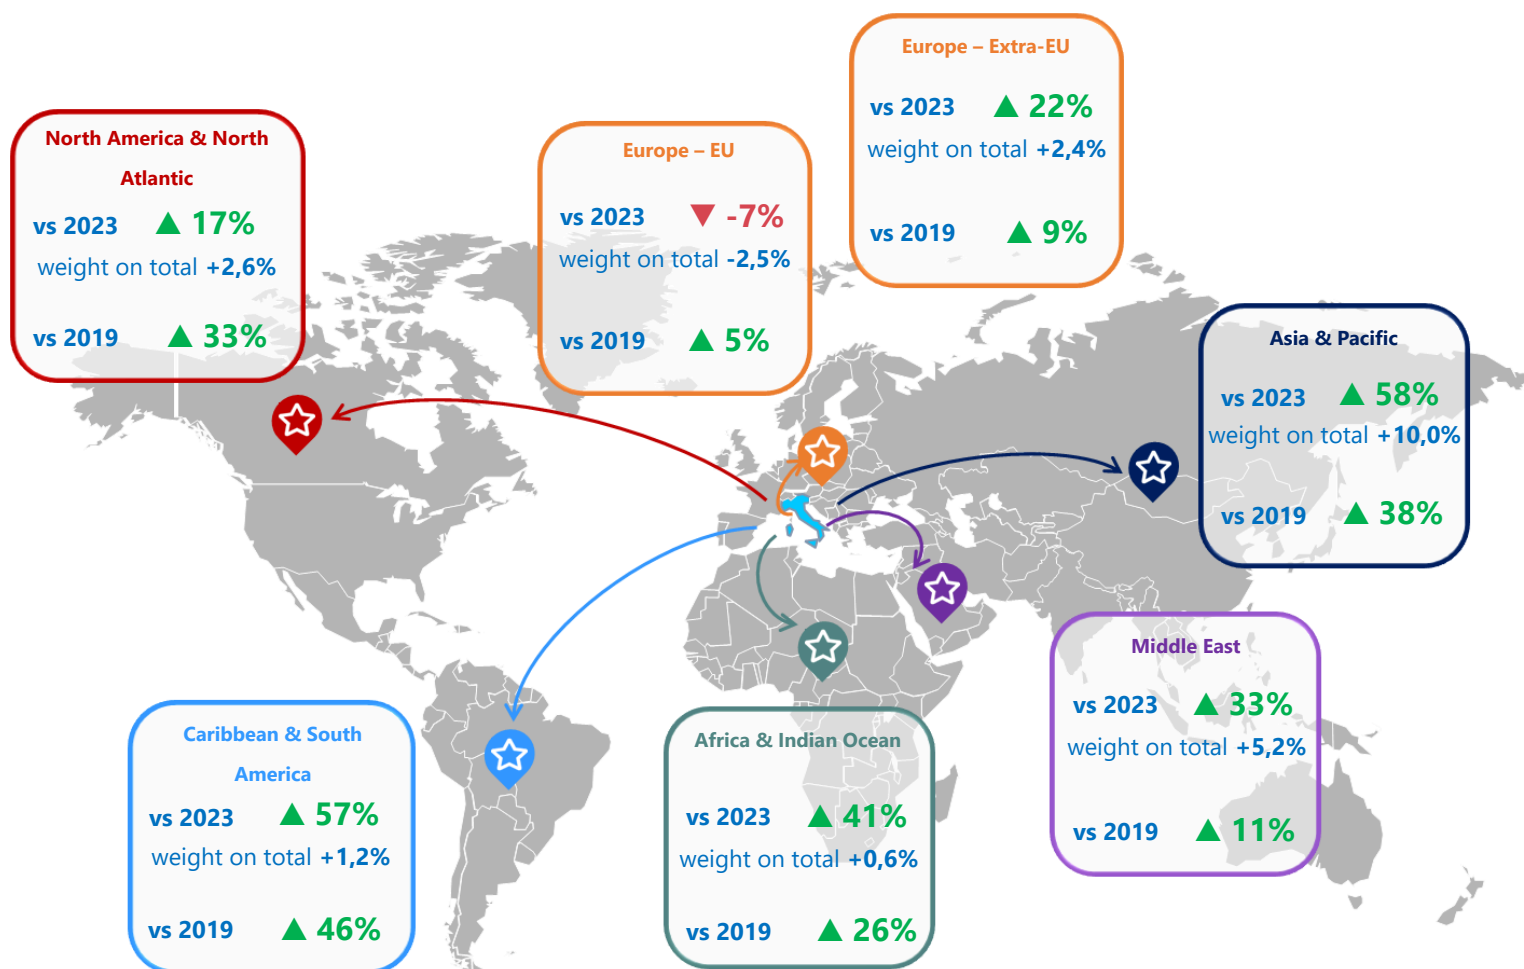 Europe – Extra-EU
vs 2023 ▲ 22%
weight on total +2,4%
vs 2019 ▲ 9%
North America & North
Atlantic
vs 2023 ▲ 17%
weight on total +2,6%
vs 2019 ▲ 33%
Europe – EU
vs 2023 ▼ -7%
weight on total -2,5%
vs 2019 ▲ 5%
Asia & Pacific
vs 2023 ▲ 58%
weight on total +10,0%
vs 2019 ▲ 38%
Middle East
vs 2023 ▲ 33%
weight on total +5,2%
vs 2019 ▲ 11%
Caribbean & South
America
vs 2023 ▲ 57%
weight on total +1,2%
vs 2019 ▲ 46%
Africa & Indian Ocean
vs 2023 ▲ 41%
weight on total +0,6%
vs 2019 ▲ 26%